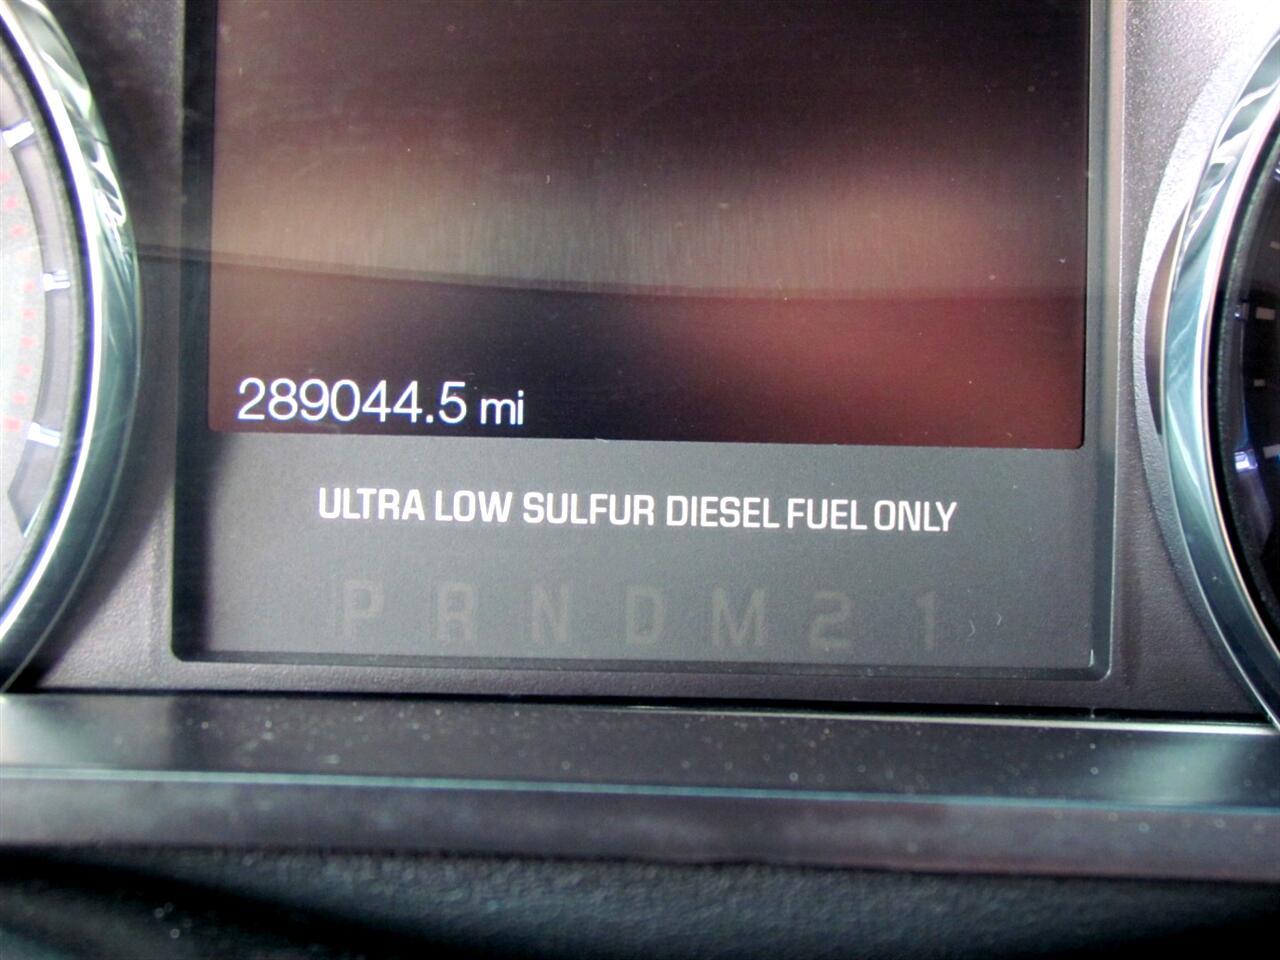 289044.5 mi
ULTRA LOW SULFUR DIESEL FUEL ONLY
P R N D M 2 1